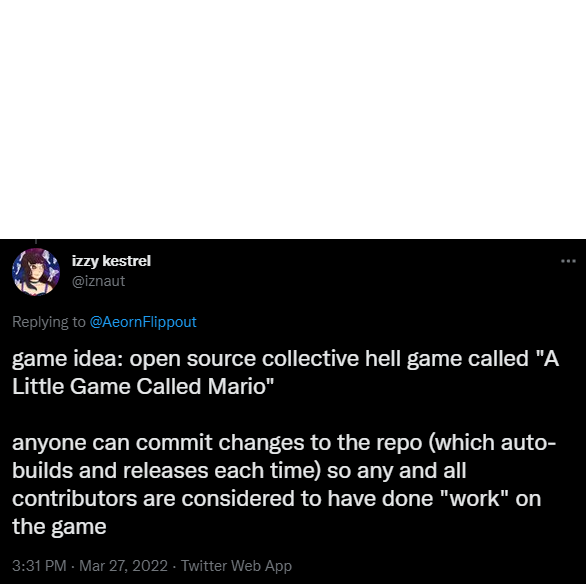 izzy kestrel
@iznaut
Replying to @AeornFlippout
game idea: open source collective hell game called "A
Little Game Called Mario"
anyone can commit changes to the repo (which auto-
builds and releases each time) so any and all
contributors are considered to have done "work" on
the game
3:31 PM · Mar 27, 2022 · Twitter Web App